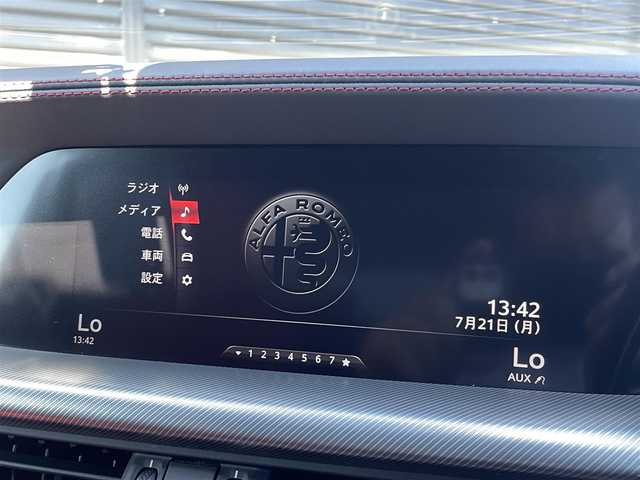 ラジオ
メディア
電話
車両
設定
ALFA ROMEO
13:42
7月21日 (月)
Lo
13:42
1 2 3 4 5 6 7
Lo
AUX